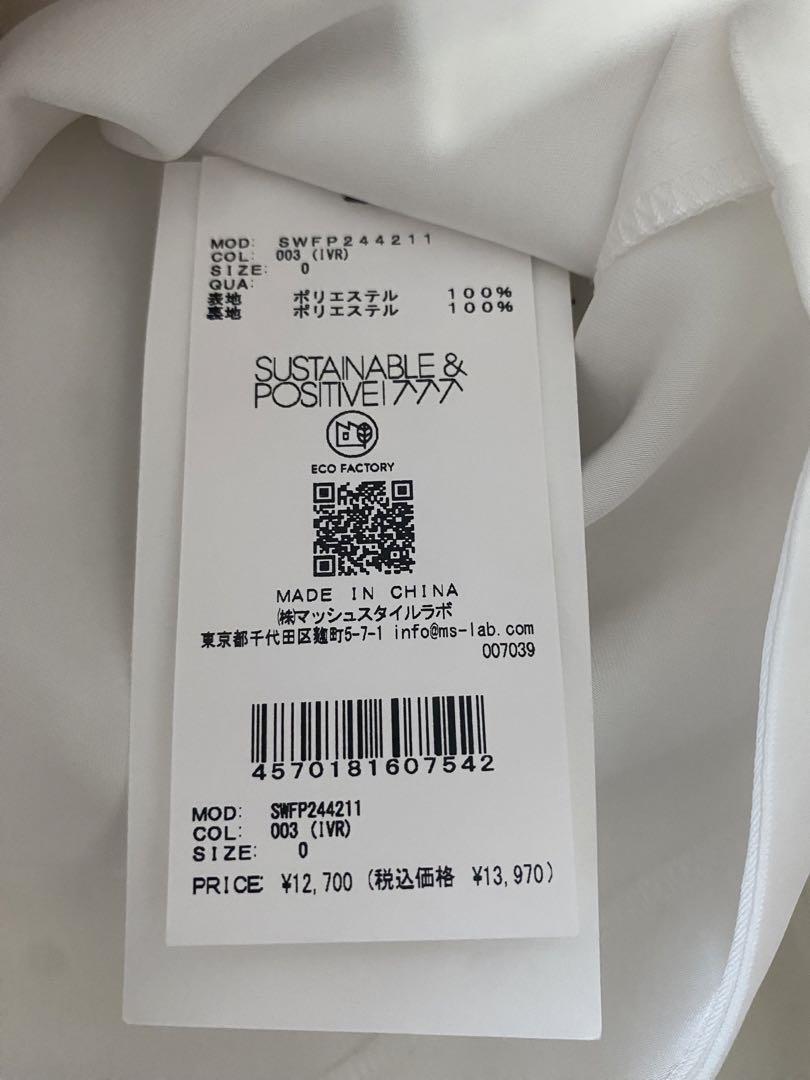 MOD: SWFP244211
COL: 003 (IVR)
SIZE: 0
QUA:
表地 ポリエステル 100%
裏地 ポリエステル 100%
SUSTAINABLE &
POSITIVE!
ECO FACTORY
MADE IN CHINA
㈱マッシュスタイルラボ
東京都千代田区麹町5-7-1 info@ms-lab.com
007039
4570181607542
MOD: SWFP244211
COL: 003 (IVR)
SIZE: 0
PRICE: ¥12,700 (税込価格 ¥13,970)